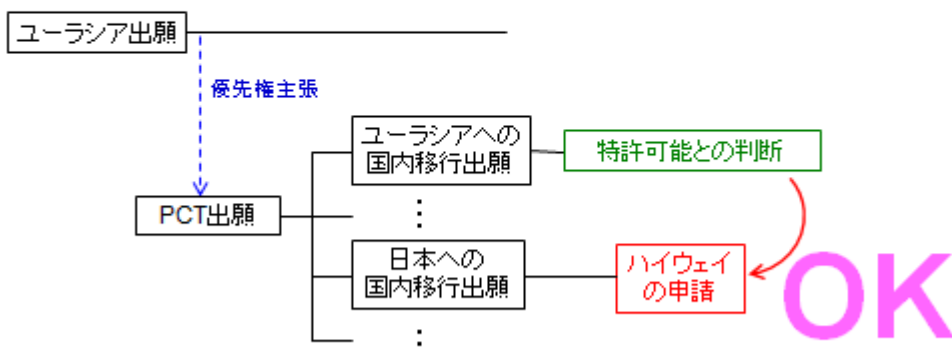 ユーラシア出願
優先権主張
ユーラシアへの
国内移行出願
特許可能との判断
PCT出願
：
日本への
国内移行出願
ハイウェイ
の申請
OK
：